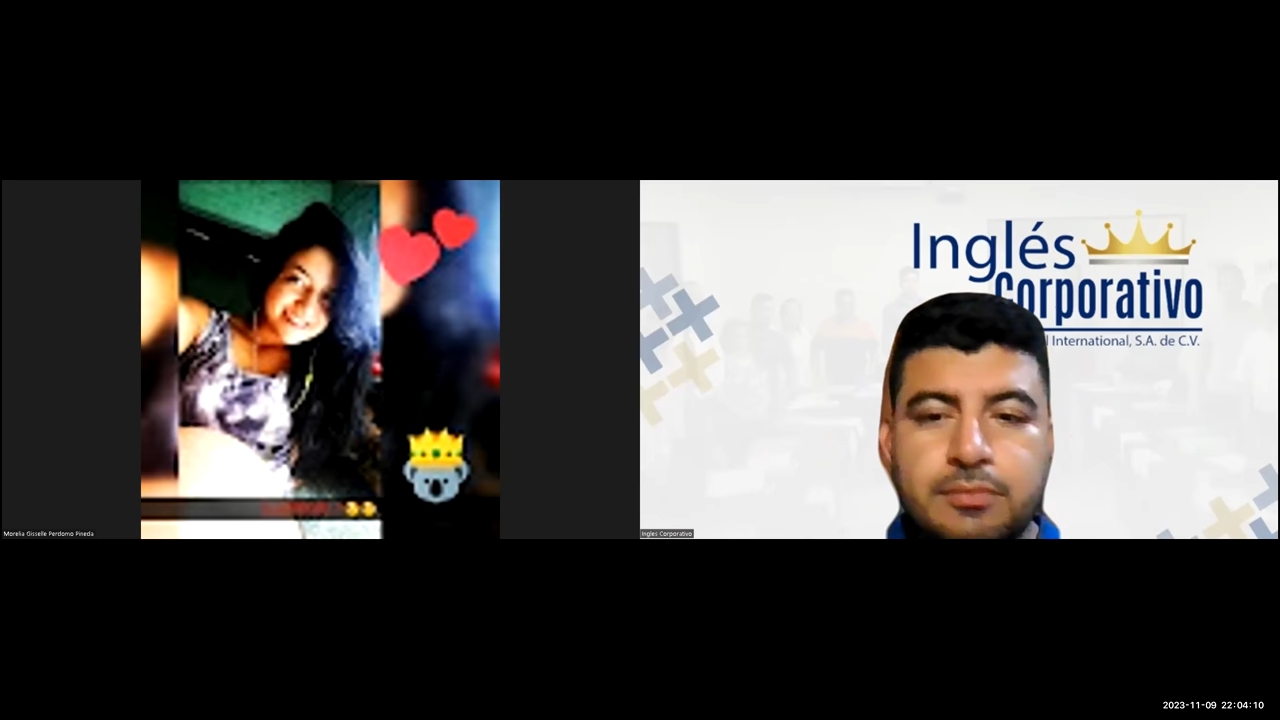 Inglés
Corporativo
l International, S.A. de C.V.
Morelia Gisselle Perdomo Pineda
Ingles Corporativo
2023-11-09 22:04:10